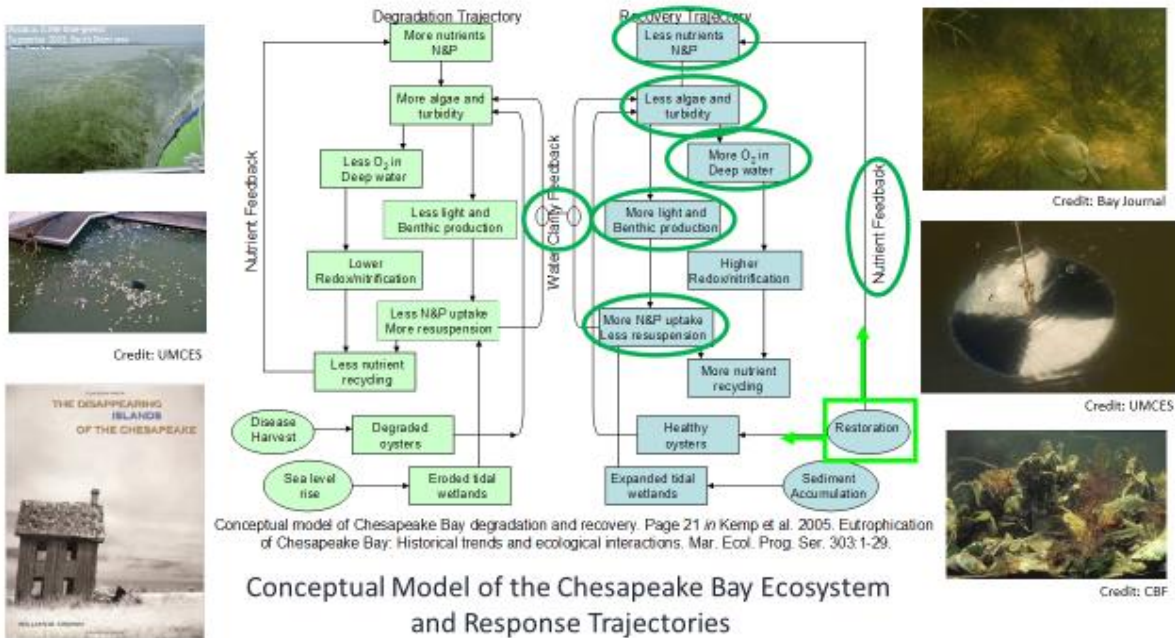 Degradation Trajectory
Recovery Trajectory
More nutrients
N&P
Less nutrients
N&P
More algae and
turbidity
Less algae and
turbidity
Less O₂ in
Deep water
More O₂ in
Deep water
Nutrient Feedback
Less light and
Benthic production
Water Clarity Feedback
More light and
Benthic production
Nutrient Feedback
Lower
Redox/nitrification
Higher
Redox/nitrification
Less N&P uptake
More resuspension
More N&P uptake
Less resuspension
Less nutrient
recycling
More nutrient
recycling
Disease
Harvest
Degraded
oysters
Healthy
oysters
Restoration
Sea level
rise
Eroded tidal
wetlands
Expanded tidal
wetlands
Sediment
Accumulation
Credit: UMCES
THE DISAPPEARING
ISLANDS
OF THE CHESAPEAKE
Credit: Bay Journal
Credit: UMCES
Credit: CBF
Conceptual model of Chesapeake Bay degradation and recovery. Page 21 in Kemp et al. 2005. Eutrophication
of Chesapeake Bay: Historical trends and ecological interactions. Mar. Ecol. Prog. Ser. 303:1-29.
Conceptual Model of the Chesapeake Bay Ecosystem
and Response Trajectories